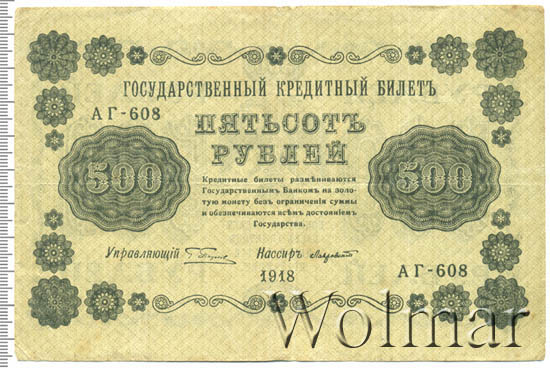 ГОСУДАРСТВЕННЫЙ КРЕДИТНЫЙ БИЛЕТЪ
АГ-608
ПЯТЬСОТЪ
РУБЛЕЙ
500
500
Кредитные билеты размѣниваются
Государственнымъ Банкомъ на золо-
тую монету безъ ограниченія суммы
и обезпечиваются всѣмъ достояніемъ
Государства.
Управляющій
Кассиръ
1918
АГ-608
Wolmar